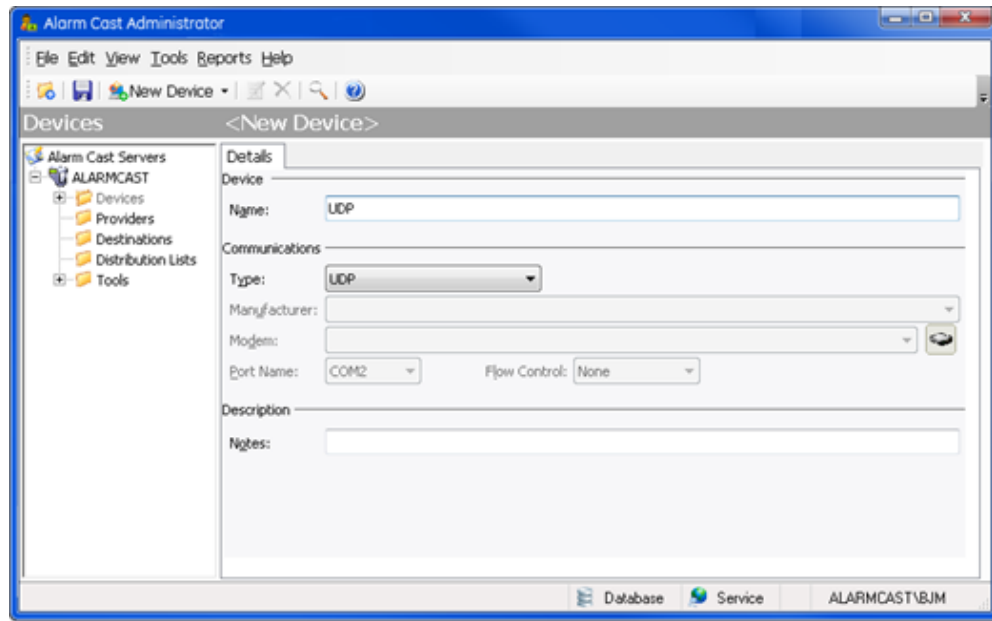 Alarm Cast Administrator
File Edit View Tools Reports Help
New Device
Devices
<New Device>
Alarm Cast Servers
ALARMCAST
Devices
Providers
Destinations
Distribution Lists
Tools
Details
Device
Name: UDP
Communications
Type: UDP
Manufacturer:
Modem:
Port Name: COM2 Flow Control: None
Description
Notes:
Database Service ALARMCAST\BJM